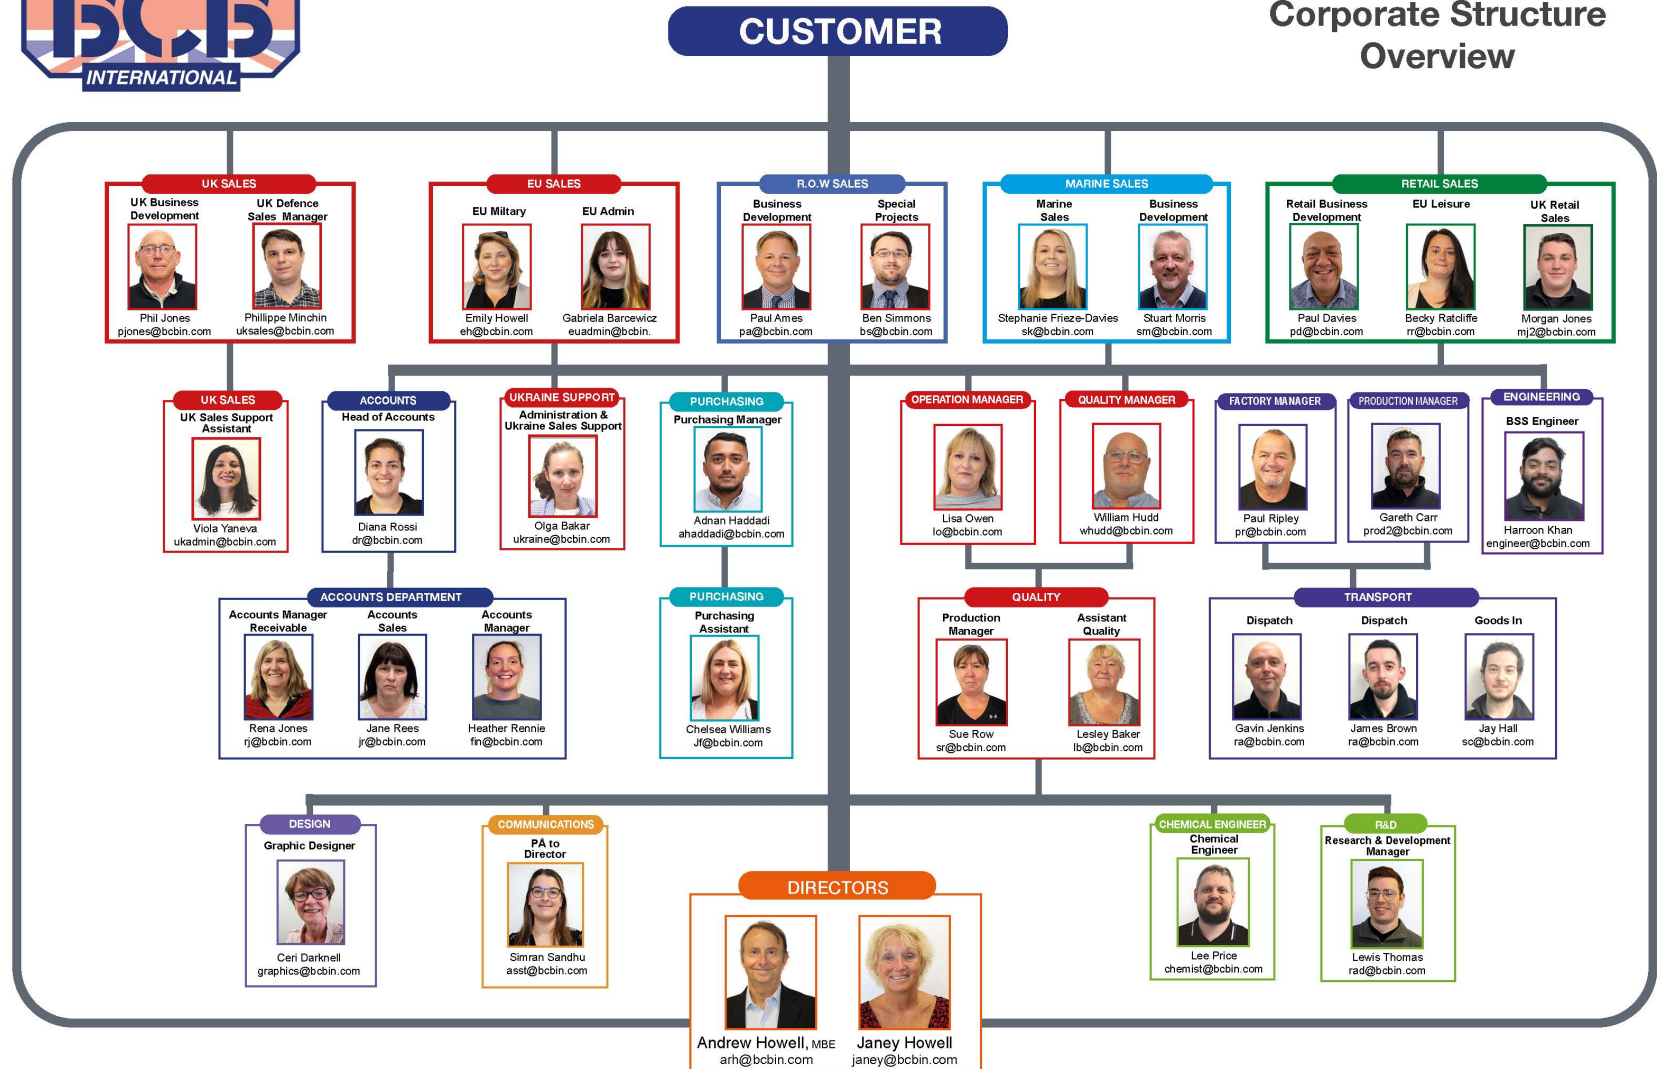 BCB
INTERNATIONAL
CUSTOMER
Corporate Structure
Overview
UK SALES
UK Business
Development
Phil Jones
pjones@bcbin.com
UK Defence
Sales Manager
Phillippe Minchin
uksales@bcbin.com
EU SALES
EU Miltary
Emily Howell
eh@bcbin.com
EU Admin
Gabriela Barcewicz
euadmin@bcbin.
R.O.W SALES
Business
Development
Paul Ames
pa@bcbin.com
Special
Projects
Ben Simmons
bs@bcbin.com
MARINE SALES
Marine
Sales
Stephanie Frieze-Davies
sk@bcbin.com
Business
Development
Stuart Morris
sm@bcbin.com
RETAIL SALES
Retail Business
Development
Paul Davies
pd@bcbin.com
EU Leisure
Becky Ratcliffe
rr@bcbin.com
UK Retail
Sales
Morgan Jones
mj2@bcbin.com
UK SALES
UK Sales Support
Assistant
Viola Yaneva
ukadmin@bcbin.com
ACCOUNTS
Head of Accounts
Diana Rossi
dr@bcbin.com
UKRAINE SUPPORT
Administration &
Ukraine Sales Support
Olga Bakar
ukraine@bcbin.com
PURCHASING
Purchasing Manager
Adnan Haddadi
ahaddadi@bcbin.com
OPERATION MANAGER
Lisa Owen
lo@bcbin.com
QUALITY MANAGER
William Hudd
whudd@bcbin.com
FACTORY MANAGER
Paul Ripley
pr@bcbin.com
PRODUCTION MANAGER
Gareth Carr
prod2@bcbin.com
ENGINEERING
BSS Engineer
Harroon Khan
engineer@bcbin.com
ACCOUNTS DEPARTMENT
Accounts Manager
Receivable
Rena Jones
rj@bcbin.com
Accounts
Sales
Jane Rees
jr@bcbin.com
Accounts
Manager
Heather Rennie
fin@bcbin.com
PURCHASING
Purchasing
Assistant
Chelsea Williams
Jf@bcbin.com
QUALITY
Production
Manager
Sue Row
sr@bcbin.com
Assistant
Quality
Lesley Baker
lb@bcbin.com
TRANSPORT
Dispatch
Gavin Jenkins
ra@bcbin.com
Dispatch
James Brown
ra@bcbin.com
Goods In
Jay Hall
sc@bcbin.com
DESIGN
Graphic Designer
Ceri Darknell
graphics@bcbin.com
COMMUNICATIONS
PA to
Director
Simran Sandhu
asst@bcbin.com
CHEMICAL ENGINEER
Chemical
Engineer
Lee Price
chemist@bcbin.com
R&D
Research & Development
Manager
Lewis Thomas
rad@bcbin.com
DIRECTORS
Andrew Howell, MBE
arh@bcbin.com
Janey Howell
janey@bcbin.com